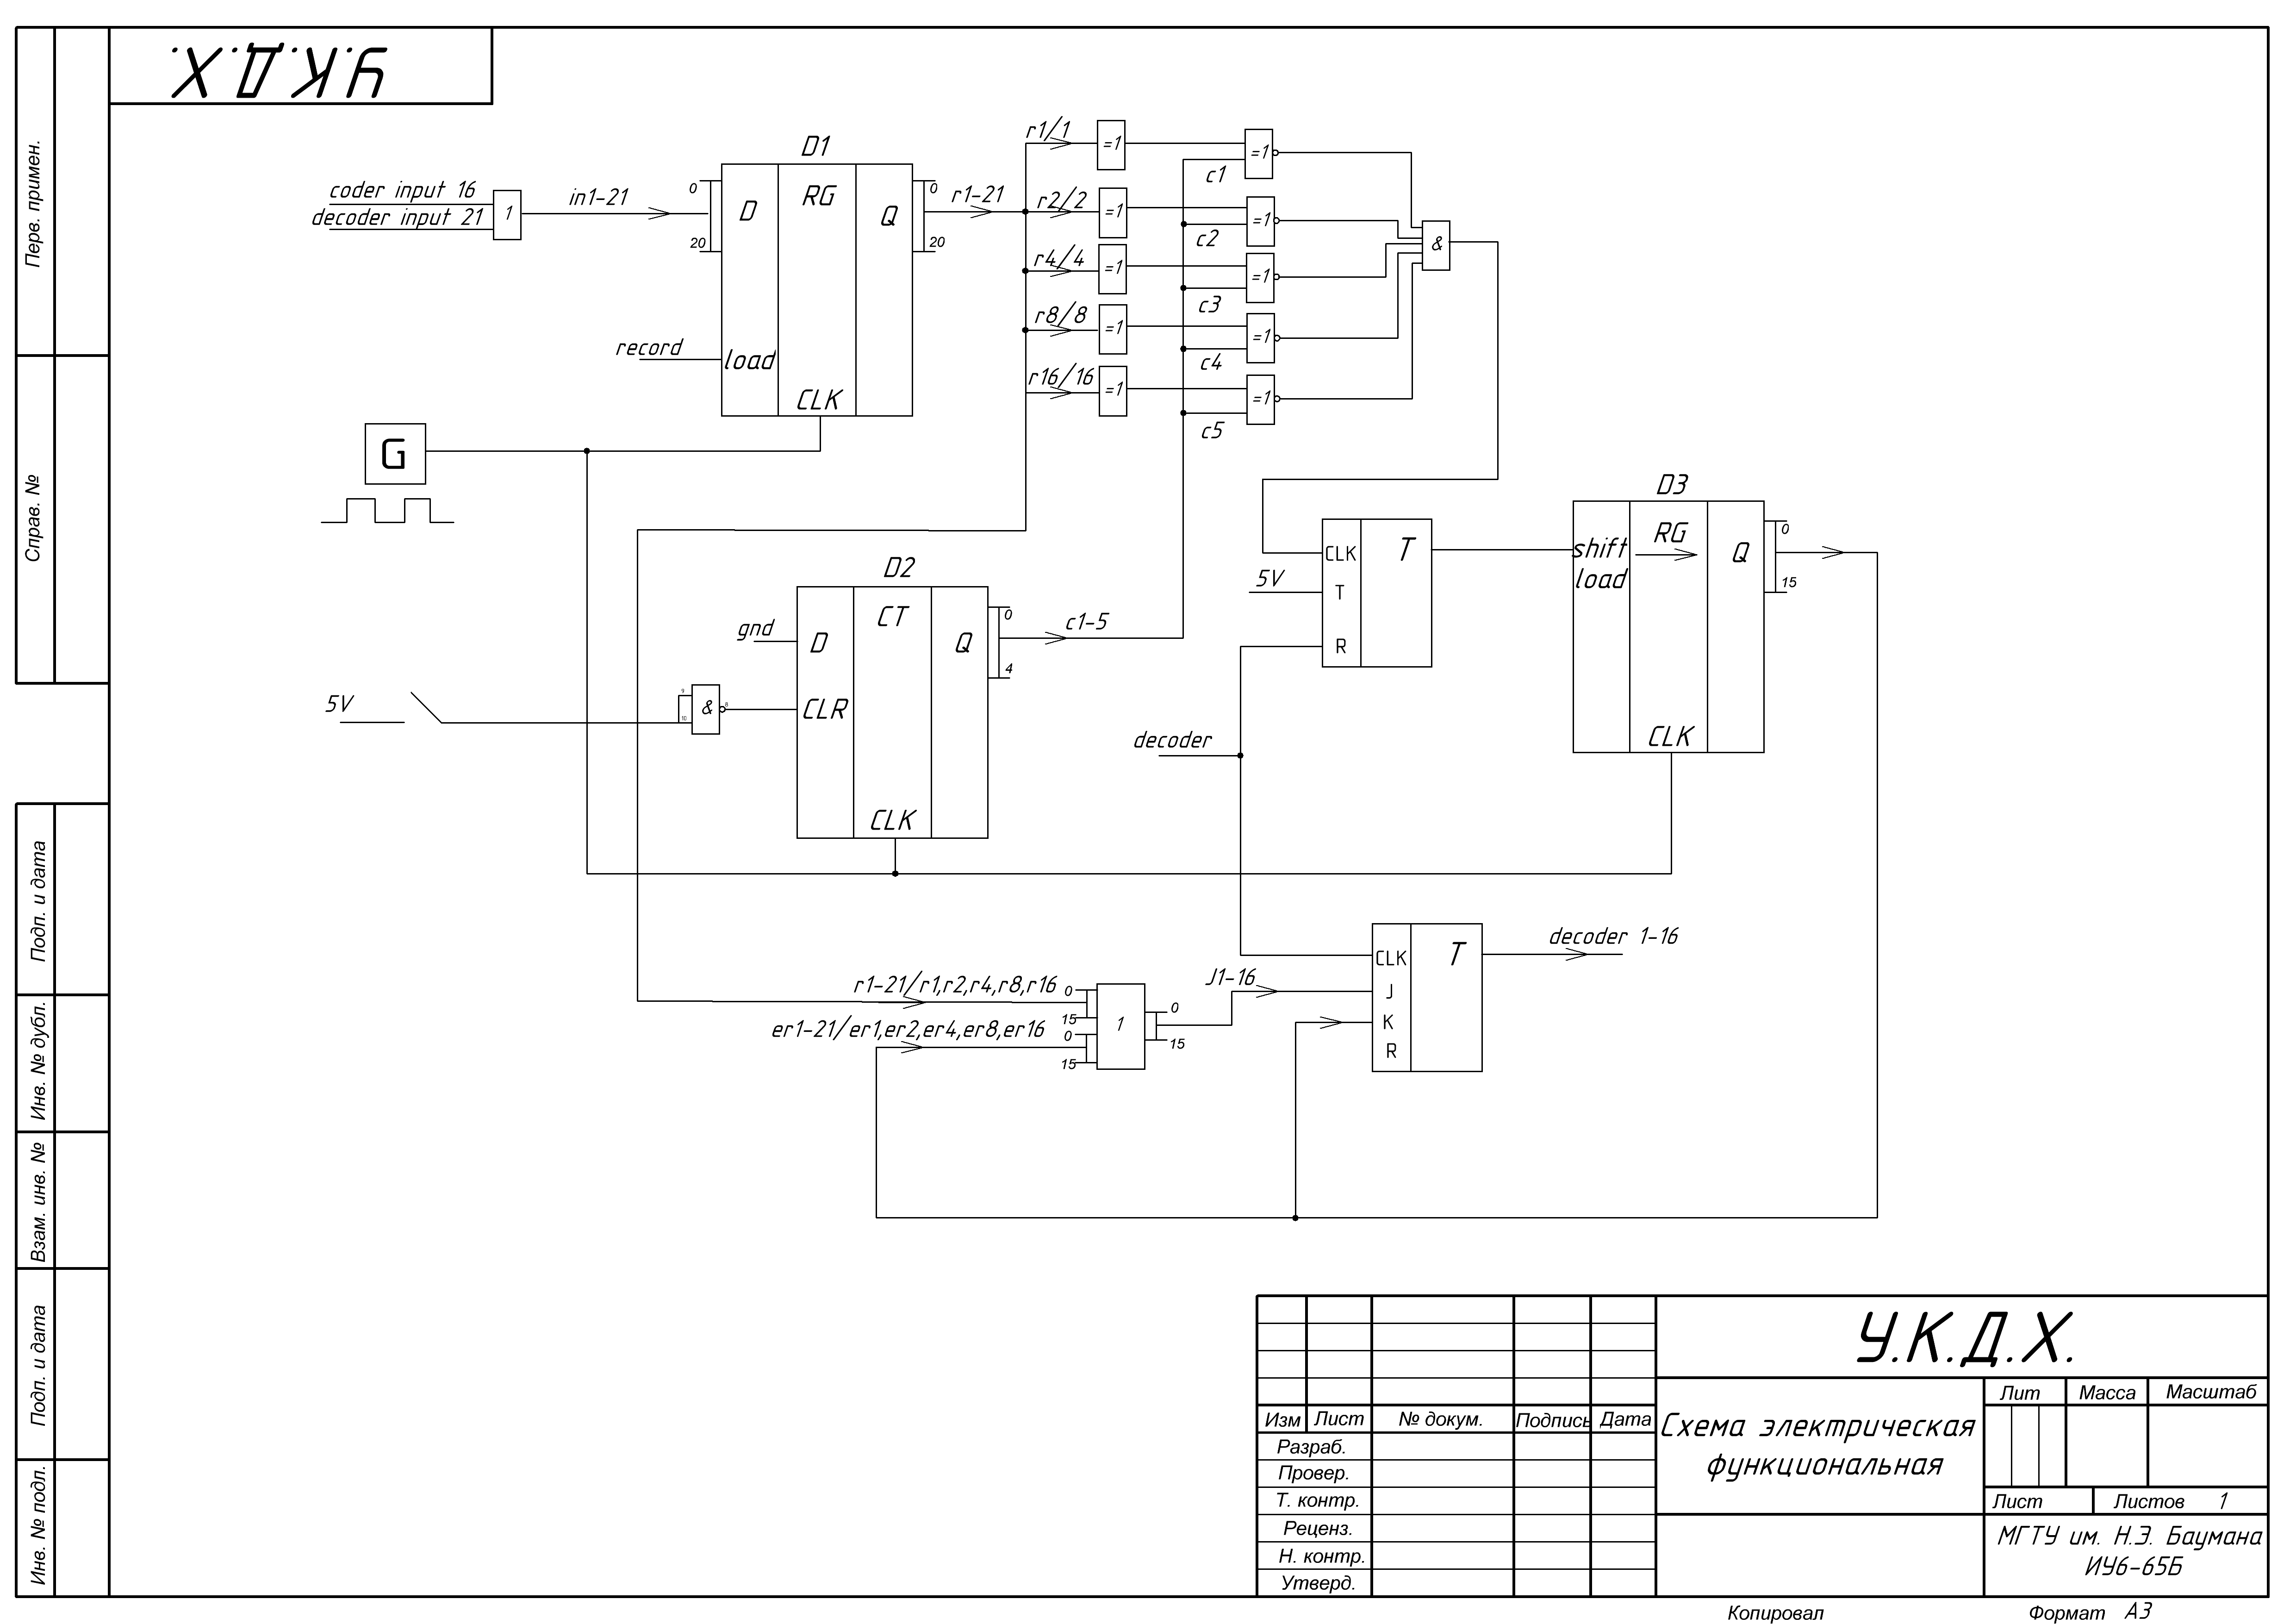 У.К.Д.Х.
Перв. примен.
Справ. №
Подп. и дата
Инв. № дубл.
Взам. инв. №
Подп. и дата
Инв. № подл.
coder input 16
decoder input 21
1
in1-21
D1
0
20
D
RG
Q
load
CLK
record
0
20
r1-21
r1/1
r2/2
r4/4
r8/8
r16/16
=1
=1
=1
=1
=1
c1
c2
c3
c4
c5
=1
=1
=1
=1
=1
&
G
D2
gnd
D
CT
Q
CLR
CLK
0
4
c1-5
5V
9
10
&
8
CLK
T
5V
T
R
D3
shift
load
RG
Q
CLK
0
15
decoder
r1-21/r1,r2,r4,r8,r16
er1-21/er1,er2,er4,er8,er16
0
15
0
15
1
0
15
J1-16
CLK
T
J
K
R
decoder 1-16
У.К.Д.Х.
Схема электрическая
функциональная
Лит Масса Масштаб
Изм Лист № докум. Подпись Дата
Разраб.
Провер.
Т. контр.
Реценз.
Н. контр.
Утверд.
Лист Листов 1
МГТУ им. Н.Э. Баумана
ИУ6-65Б
Копировал Формат А3